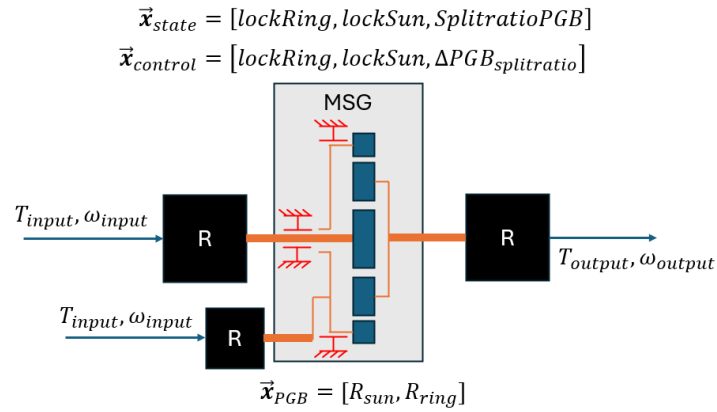 x⃗_state = [lockRing, lockSun, SplitratioPGB]
x⃗_control = [lockRing, lockSun, ΔPGB_splitratio]
MSG
T_input, ω_input
R
R
T_output, ω_output
T_input, ω_input
R
x⃗_PGB = [R_sun, R_ring]